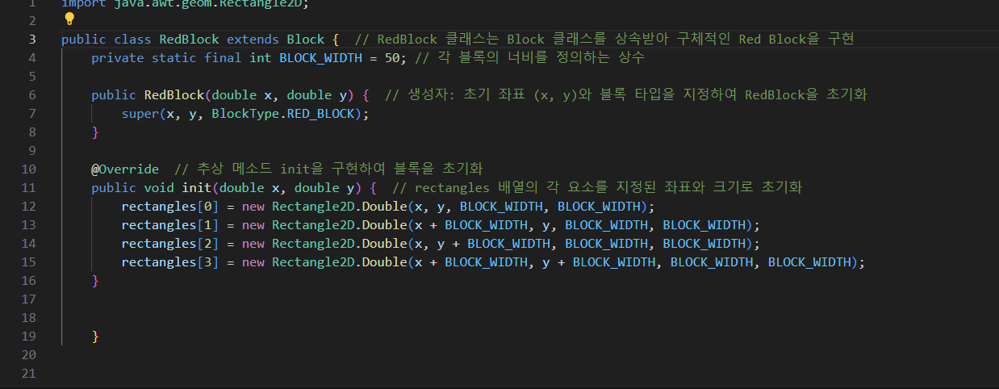 1 import java.awt.geom.Rectangle2D;
2
3 public class RedBlock extends Block {  // RedBlock 클래스는 Block 클래스를 상속받아 구체적인 Red Block을 구현
4     private static final int BLOCK_WIDTH = 50; // 각 블록의 너비를 정의하는 상수
5
6     public RedBlock(double x, double y) {  // 생성자: 초기 좌표 (x, y)와 블록 타입을 지정하여 RedBlock을 초기화
7         super(x, y, BlockType.RED_BLOCK);
8     }
9
10     @Override  // 추상 메소드 init을 구현하여 블록을 초기화
11     public void init(double x, double y) {  // rectangles 배열의 각 요소를 지정된 좌표와 크기로 초기화
12         rectangles[0] = new Rectangle2D.Double(x, y, BLOCK_WIDTH, BLOCK_WIDTH);
13         rectangles[1] = new Rectangle2D.Double(x + BLOCK_WIDTH, y, BLOCK_WIDTH, BLOCK_WIDTH);
14         rectangles[2] = new Rectangle2D.Double(x, y + BLOCK_WIDTH, BLOCK_WIDTH, BLOCK_WIDTH);
15         rectangles[3] = new Rectangle2D.Double(x + BLOCK_WIDTH, y + BLOCK_WIDTH, BLOCK_WIDTH, BLOCK_WIDTH);
16     }
17
18
19     }
20
21